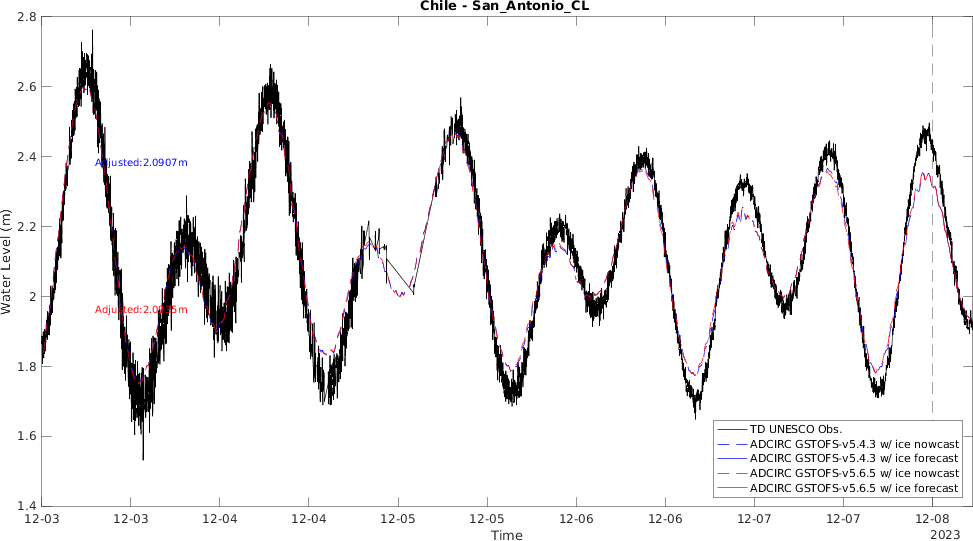 Chile - San_Antonio_CL
2.8
2.6
2.4
2.2
2
1.8
1.6
1.4
Water Level (m)
Adjusted:2.0907m
TD UNESCO Obs.
ADCIRC GSTOFS-v5.4.3 w/ ice nowcast
ADCIRC GSTOFS-v5.4.3 w/ ice forecast
ADCIRC GSTOFS-v5.6.5 w/ ice nowcast
ADCIRC GSTOFS-v5.6.5 w/ ice forecast
12-03 12-03 12-04 12-04 12-05 12-05 12-06 12-06 12-07 12-07 12-08
Time
2023